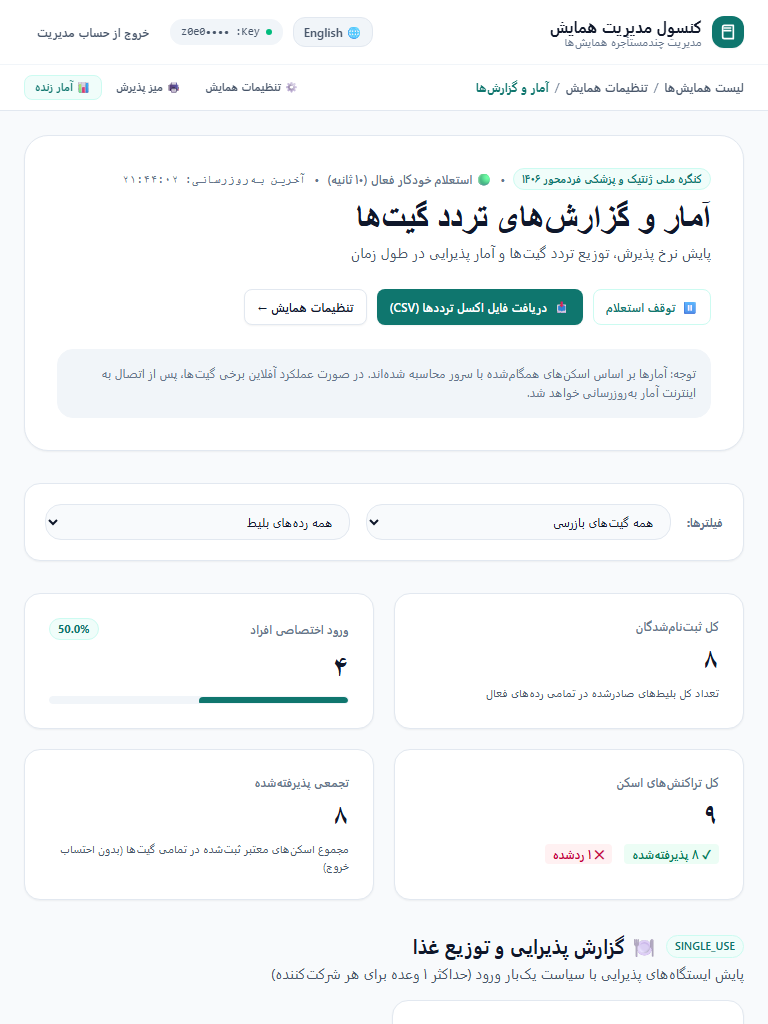 کنسول مدیریت همایش
مدیریت چندمستأجره همایش‌ها
English
Key: z0e0••••
خروج از حساب مدیریت
لیست همایش‌ها / تنظیمات همایش / آمار و گزارش‌ها
تنظیمات همایش
میز پذیرش
آمار زنده
کنگره ملی ژنتیک و پزشکی فردمحور ۱۴۰۶ • استعلام خودکار فعال (۱۰ ثانیه) • آخرین به‌روزرسانی: ۲۱:۴۴:۰۲
آمار و گزارش‌های تردد گیت‌ها
پایش نرخ پذیرش، توزیع تردد گیت‌ها و آمار پذیرایی در طول زمان
توقف استعلام
دریافت فایل اکسل ترددها (CSV)
تنظیمات همایش ←
توجه: آمارها بر اساس اسکن‌های همگام‌شده با سرور محاسبه شده‌اند. در صورت عملکرد آفلاین برخی گیت‌ها، پس از اتصال به
اینترنت آمار به‌روزرسانی خواهد شد.
فیلترها:
همه گیت‌های بازرسی
همه رده‌های بلیط
کل ثبت‌نام‌شدگان
۸
تعداد کل بلیط‌های صادرشده در تمامی رده‌های فعال
ورود اختصاصی افراد
50.0%
۴
کل تراکنش‌های اسکن
۹
✓ ۸ پذیرفته‌شده
✕ ۱ ردشده
تجمعی پذیرفته‌شده
۸
مجموع اسکن‌های معتبر ثبت‌شده در تمامی گیت‌ها (بدون احتساب
خروج)
SINGLE_USE
گزارش پذیرایی و توزیع غذا
پایش ایستگاه‌های پذیرایی با سیاست یک‌بار ورود (حداکثر ۱ وعده برای هر شرکت‌کننده)